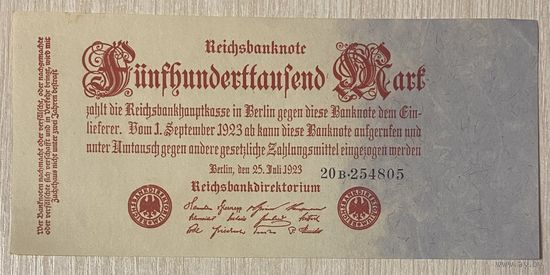 Reichsbanknote
Fünfhunderttausend Mark
zahlt die Reichsbankhauptkasse in Berlin gegen diese Banknote dem Ein-
lieferer. Vom 1. September 1923 ab kann diese Banknote aufgerufen und
unter Umtausch gegen andere gesetzliche Zahlungsmittel eingezogen werden
Berlin, den 25. Juli 1923
20B·254805
Reichsbankdirektorium
Wer Banknoten nachmacht oder verfälscht, oder nachgemachte
oder verfälschte sich verschafft und in Verkehr bringt, wird mit
Zuchthaus nicht unter zwei Jahren bestraft